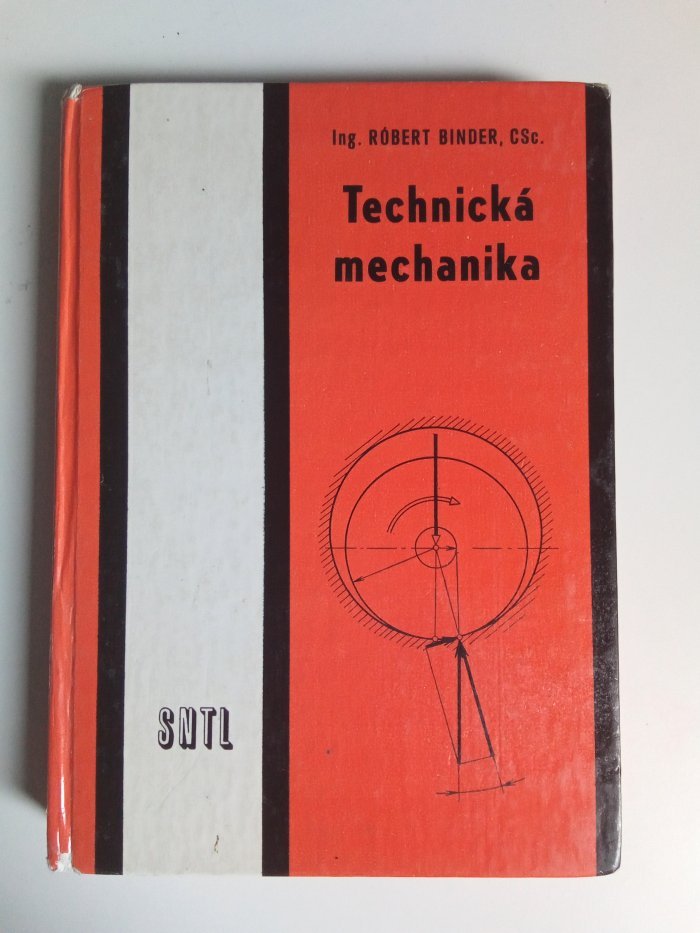 Ing. RÓBERT BINDER, CSc.
Technická
mechanika
SNTL